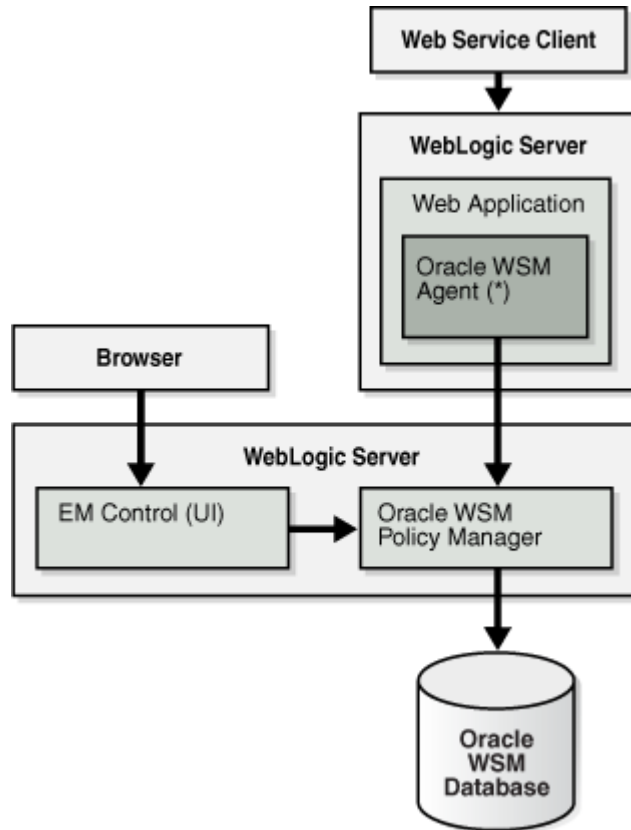 Web Service Client
WebLogic Server
Web Application
Oracle WSM
Agent (*)
Browser
WebLogic Server
EM Control (UI)
Oracle WSM
Policy Manager
Oracle
WSM
Database